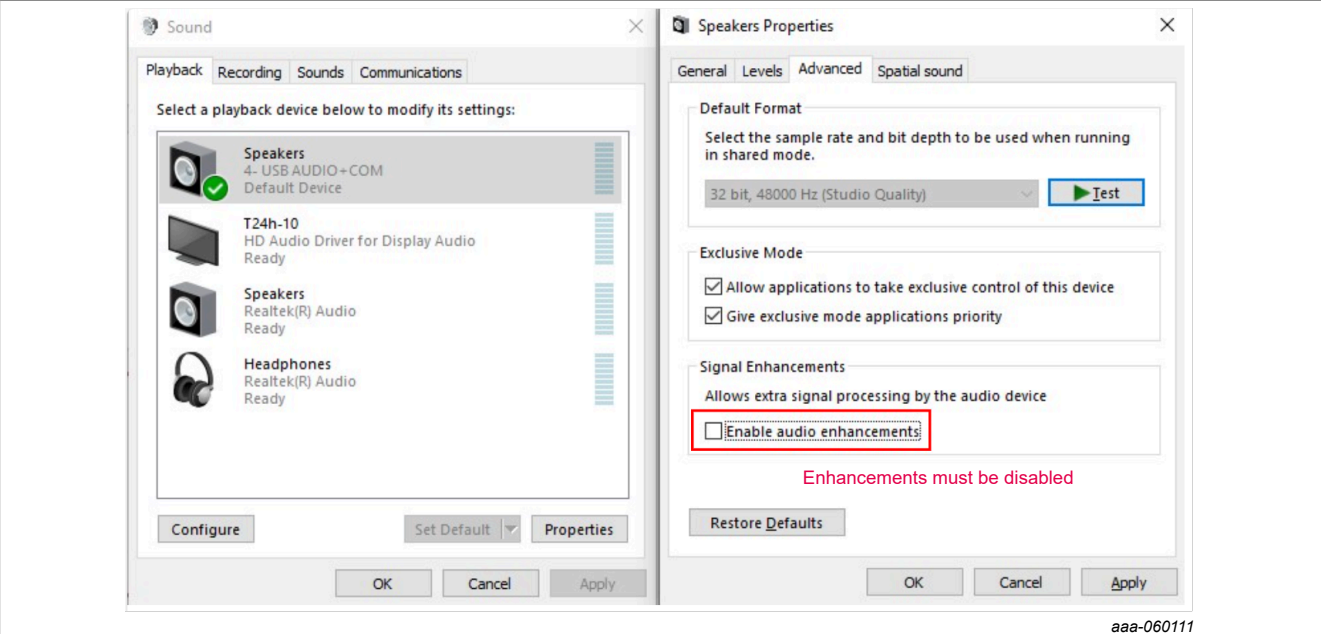 Sound
Playback
Recording
Sounds
Communications
Select a playback device below to modify its settings:
Speakers
4- USB AUDIO+COM
Default Device
T24h-10
HD Audio Driver for Display Audio
Ready
Speakers
Realtek(R) Audio
Ready
Headphones
Realtek(R) Audio
Ready
Configure
Set Default
Properties
OK
Cancel
Apply
Speakers Properties
General
Levels
Advanced
Spatial sound
Default Format
Select the sample rate and bit depth to be used when running
in shared mode.
32 bit, 48000 Hz (Studio Quality)
Test
Exclusive Mode
Allow applications to take exclusive control of this device
Give exclusive mode applications priority
Signal Enhancements
Allows extra signal processing by the audio device
Enable audio enhancements
Enhancements must be disabled
Restore Defaults
OK
Cancel
Apply
aaa-060111